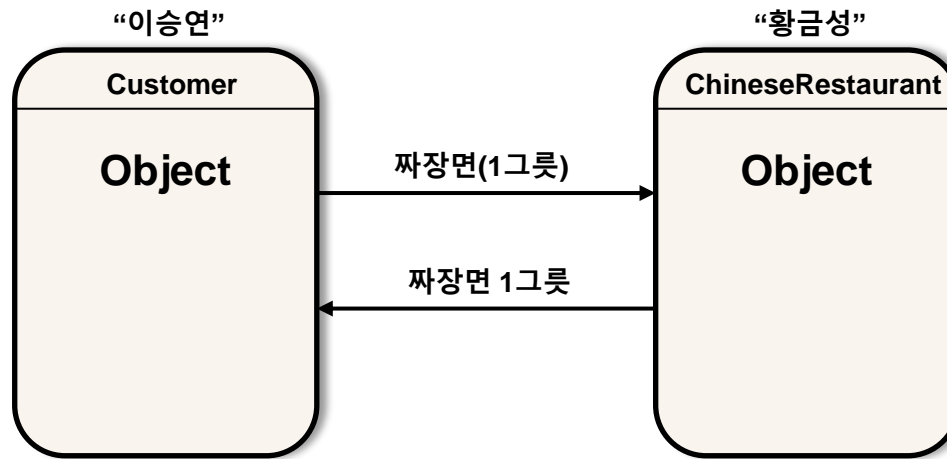 “이승연”
“황금성”
Customer
ChineseRestaurant
Object
짜장면(1그릇)
Object
짜장면 1그릇